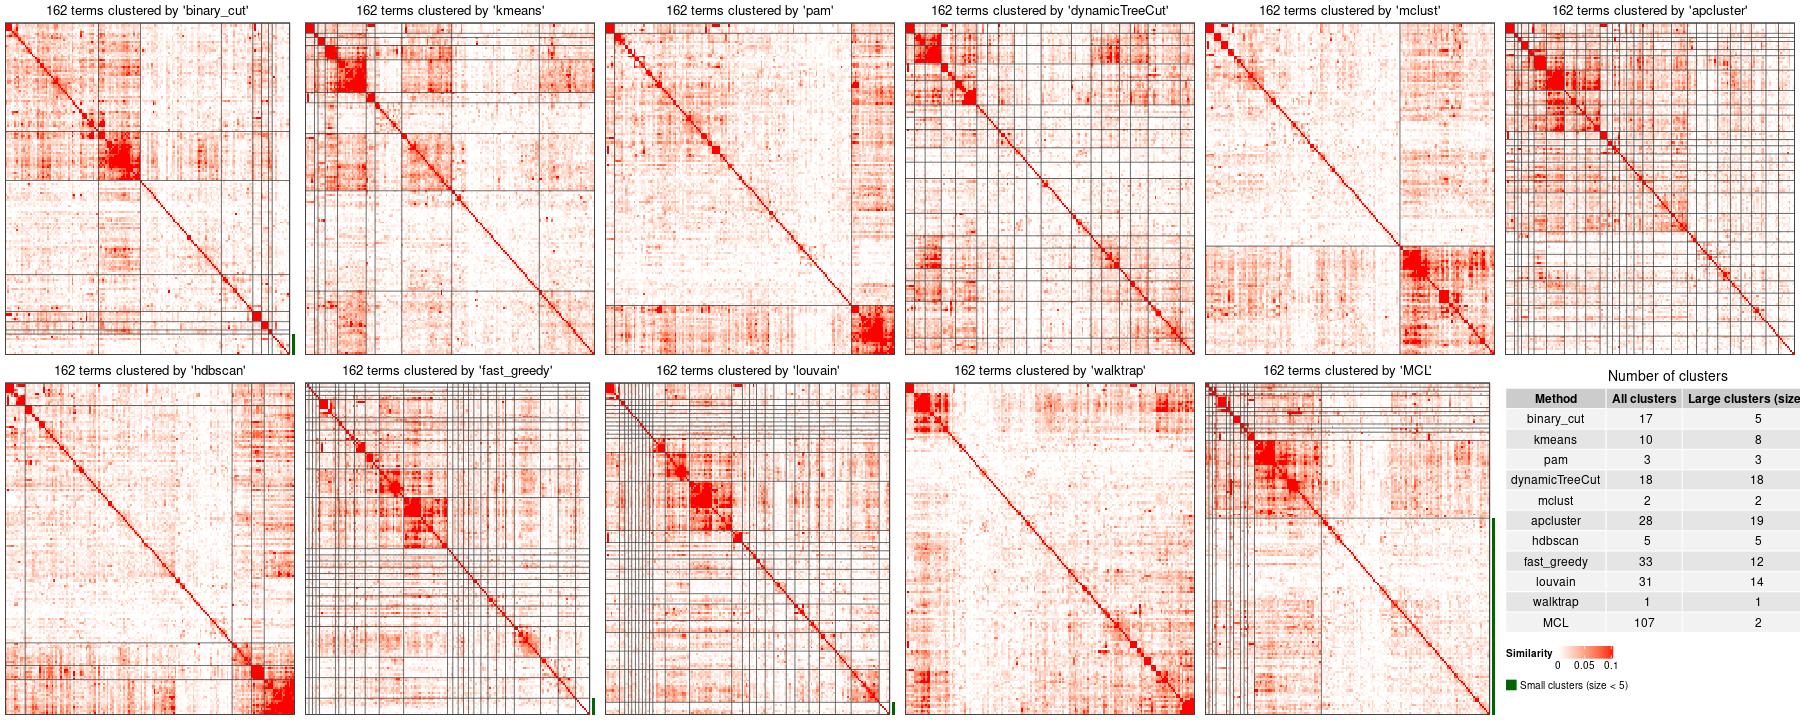 162 terms clustered by 'binary_cut'
162 terms clustered by 'kmeans'
162 terms clustered by 'pam'
162 terms clustered by 'dynamicTreeCut'
162 terms clustered by 'mclust'
162 terms clustered by 'apcluster'
162 terms clustered by 'hdbscan'
162 terms clustered by 'fast_greedy'
162 terms clustered by 'louvain'
162 terms clustered by 'walktrap'
162 terms clustered by 'MCL'
Number of clusters
Method All clusters Large clusters (size
binary_cut 17 5
kmeans 10 8
pam 3 3
dynamicTreeCut 18 18
mclust 2 2
apcluster 28 19
hdbscan 5 5
fast_greedy 33 12
louvain 31 14
walktrap 1 1
MCL 107 2
Similarity
0 0.05 0.1
Small clusters (size < 5)